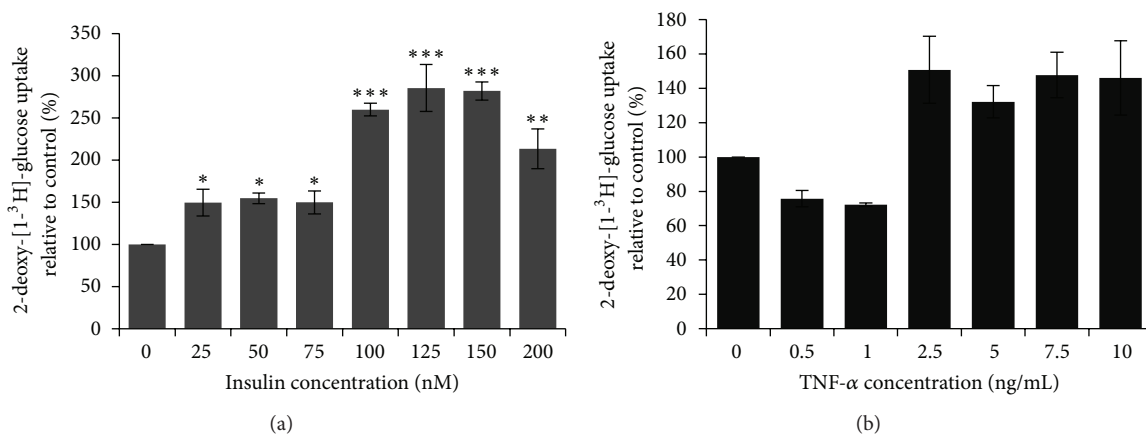 2-deoxy-[1-³H]-glucose uptake
relative to control (%)
350
300
250
200
150
100
50
0
*
*
*
***
***
***
**
0 25 50 75 100 125 150 200
Insulin concentration (nM)
(a)
2-deoxy-[1-³H]-glucose uptake
relative to control (%)
180
160
140
120
100
80
60
40
20
0
0 0.5 1 2.5 5 7.5 10
TNF-α concentration (ng/mL)
(b)